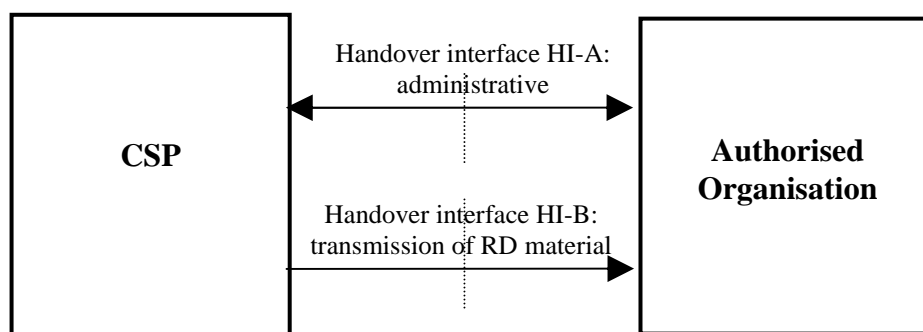 Handover interface HI-A:
administrative
CSP
Authorised
Organisation
Handover interface HI-B:
transmission of RD material